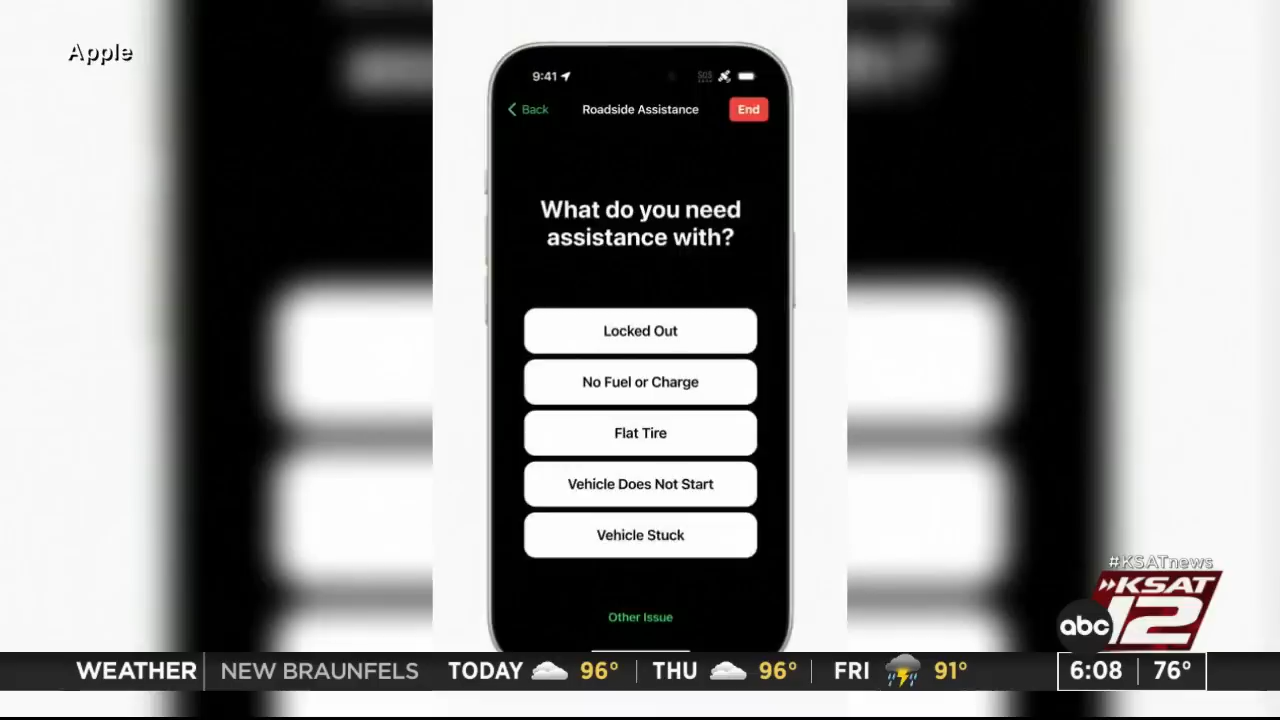 Apple
9:41
SOS
Back
Roadside Assistance
End
What do you need
assistance with?
Locked Out
No Fuel or Charge
Flat Tire
Vehicle Does Not Start
Vehicle Stuck
Other Issue
#KSATnews
KSAT
abc 12
WEATHER NEW BRAUNFELS TODAY 96° THU 96° FRI 91° 6:08 76°